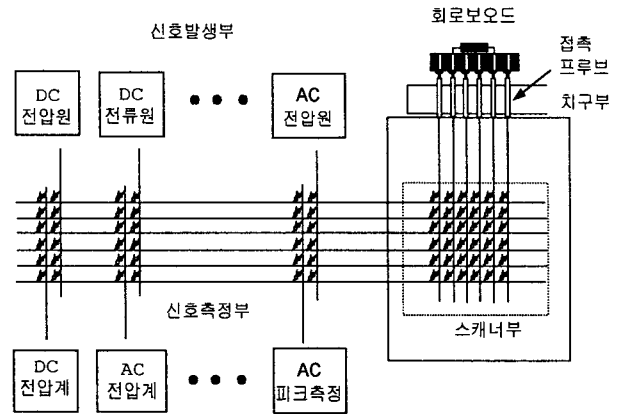 회로보오드
신호발생부
접촉
프루브
DC
전압원
DC
전류원
AC
전압원
치구부
신호측정부
스캐너부
DC
전압계
AC
전압계
AC
피크측정